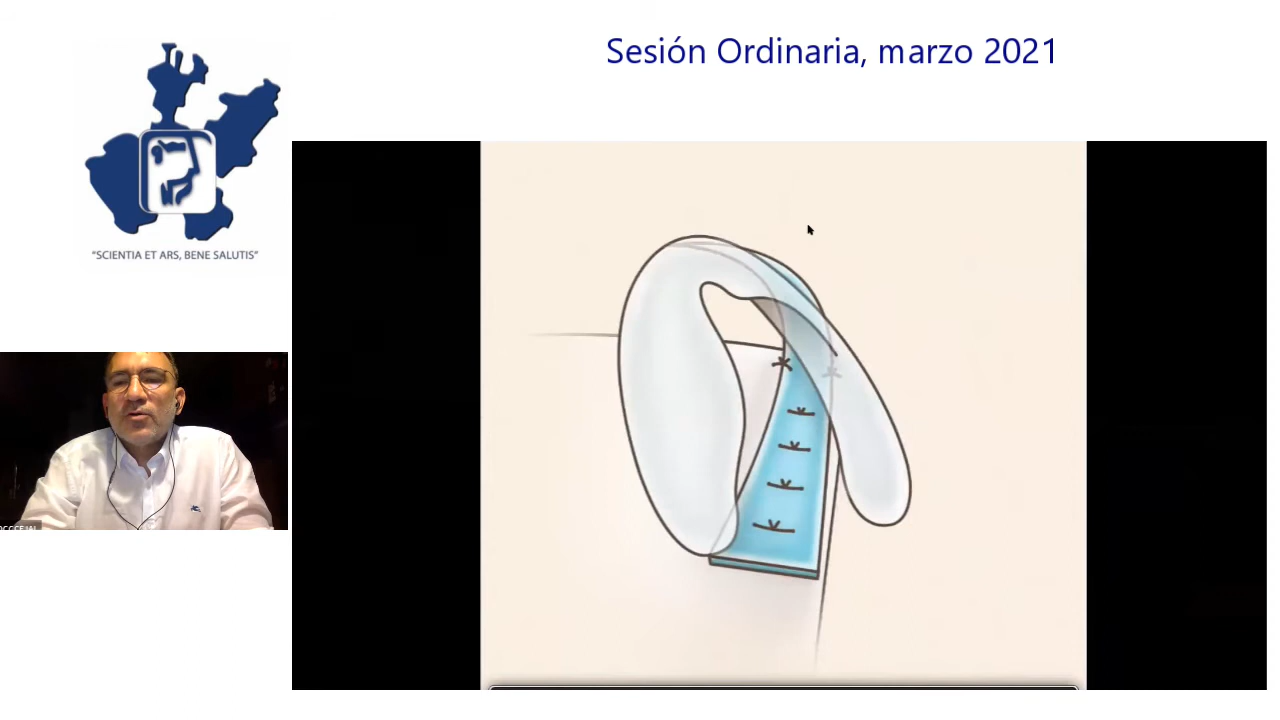 Sesión Ordinaria, marzo 2021
“SCIENTIA ET ARS, BENE SALUTIS”